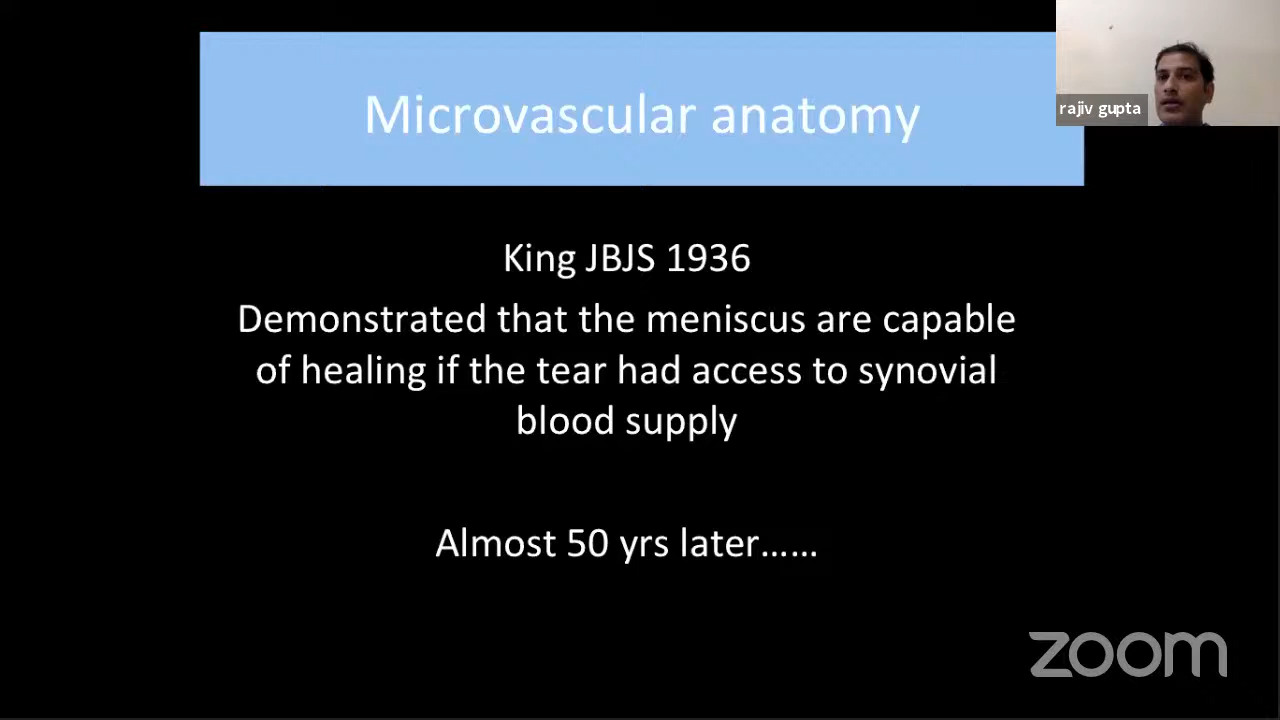 Microvascular anatomy
rajiv gupta
King JBJS 1936
Demonstrated that the meniscus are capable
of healing if the tear had access to synovial
blood supply
Almost 50 yrs later......
zoom